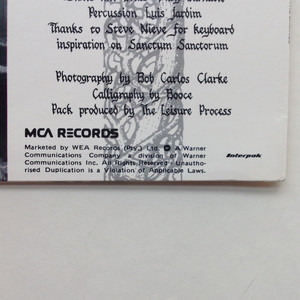 Percussion Luis Jardim
Thanks to Steve Nieve for keyboard
inspiration on Sanctum Sanctorum
Photography by Bob Carlos Clarke
Calligraphy by Booce
Pack produced by The Leisure Process
MCA RECORDS
Marketed by WEA Records (Pty.) Ltd. A Warner
Communications Company a division of Warner
Communications Inc. All Rights Reserved - Unautho-
rised Duplication is a Violation of Applicable Laws.
Interpak